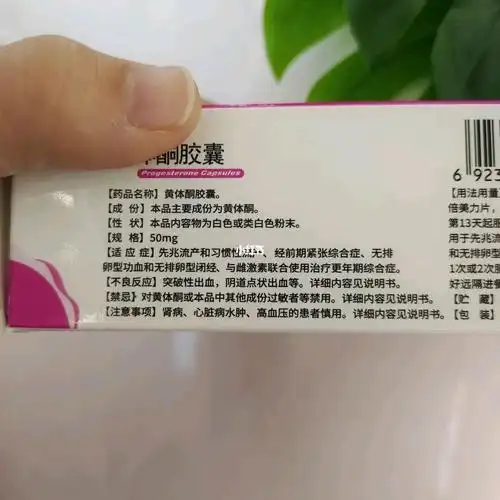 酮胶囊
Progesterone Capsules
【药品名称】黄体酮胶囊。
【成 份】本品主要成份为黄体酮。
【性 状】本品内容物为白色或类白色粉末。
【规 格】50mg
【适 应 症】先兆流产和习惯性流产、经前期紧张综合症、无排
卵型功血和无排卵型闭经、与雌激素联合使用治疗更年期综合症。
【不良反应】突破性出血，阴道点状出血等。详细内容见说明书。
【禁忌】对黄体酮或本品中其他成份过敏者等禁用。详细内容见说明书。
【注意事项】肾病、心脏病水肿、高血压的患者慎用。详细内容见说明书。
6 923
【用法用量】
倍美力片，
第13天起服
用于先兆流
和无排卵型
1次或2次
好远隔进餐
【贮 藏】
【包 装】